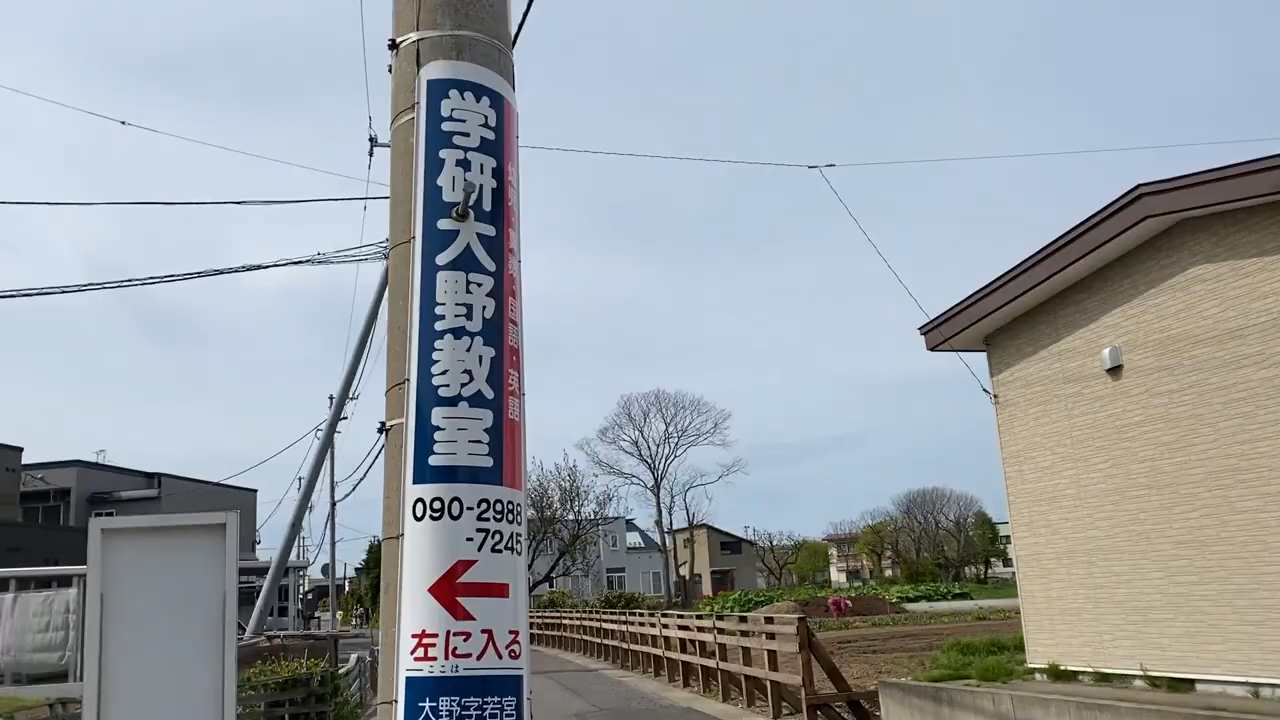 学研大野教室
幼児・算数・国語・英語
090-2988
-7245
左に入る
ここは
大野字若宮